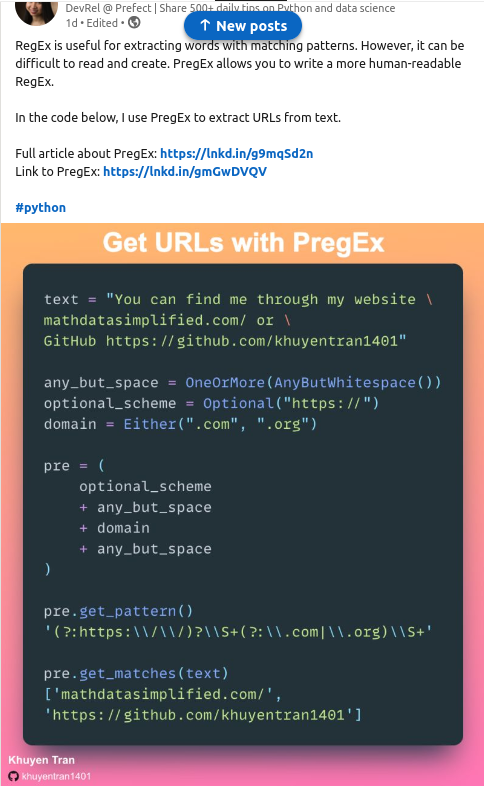 DevRel @ Prefect | Share 500+ daily tips on Python and data science
1d • Edited •
↑ New posts
RegEx is useful for extracting words with matching patterns. However, it can be
difficult to read and create. PregEx allows you to write a more human-readable
RegEx.
In the code below, I use PregEx to extract URLs from text.
Full article about PregEx: https://lnkd.in/g9mqSd2n
Link to PregEx: https://lnkd.in/gmGwDVQV
#python
Get URLs with PregEx
text = "You can find me through my website \
mathdatasimplified.com/ or \
GitHub https://github.com/khuyentran1401"
any_but_space = OneOrMore(AnyButWhitespace())
optional_scheme = Optional("https://")
domain = Either(".com", ".org")
pre = (
    optional_scheme
    + any_but_space
    + domain
    + any_but_space
)
pre.get_pattern()
'(?:https:\\/\\/)?\\S+(?:\\.com|\\.org)\\S+'
pre.get_matches(text)
['mathdatasimplified.com/',
'https://github.com/khuyentran1401']
Khuyen Tran
khuyentran1401